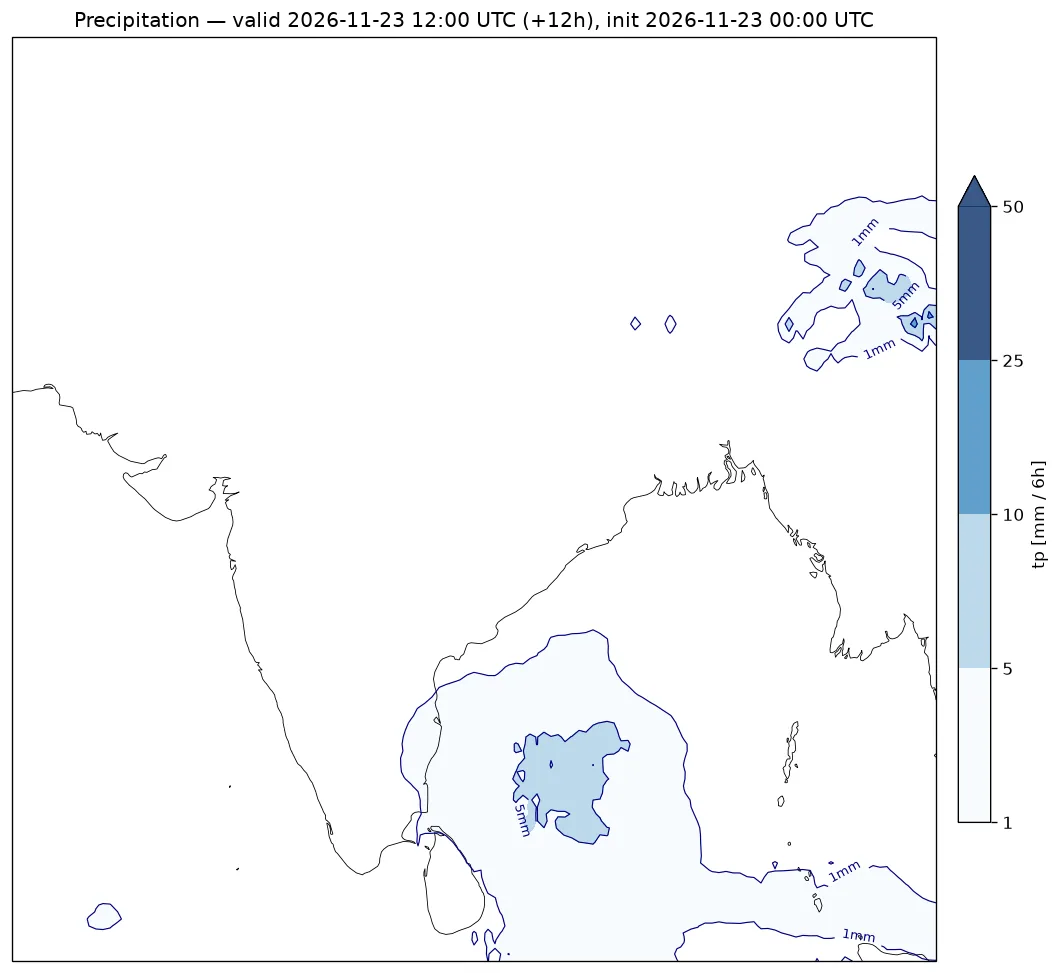 Precipitation — valid 2026-11-23 12:00 UTC (+12h), init 2026-11-23 00:00 UTC
50
25
10
5
1
tp [mm / 6h]
1mm
5mm
1mm
5mm
1mm
1mm